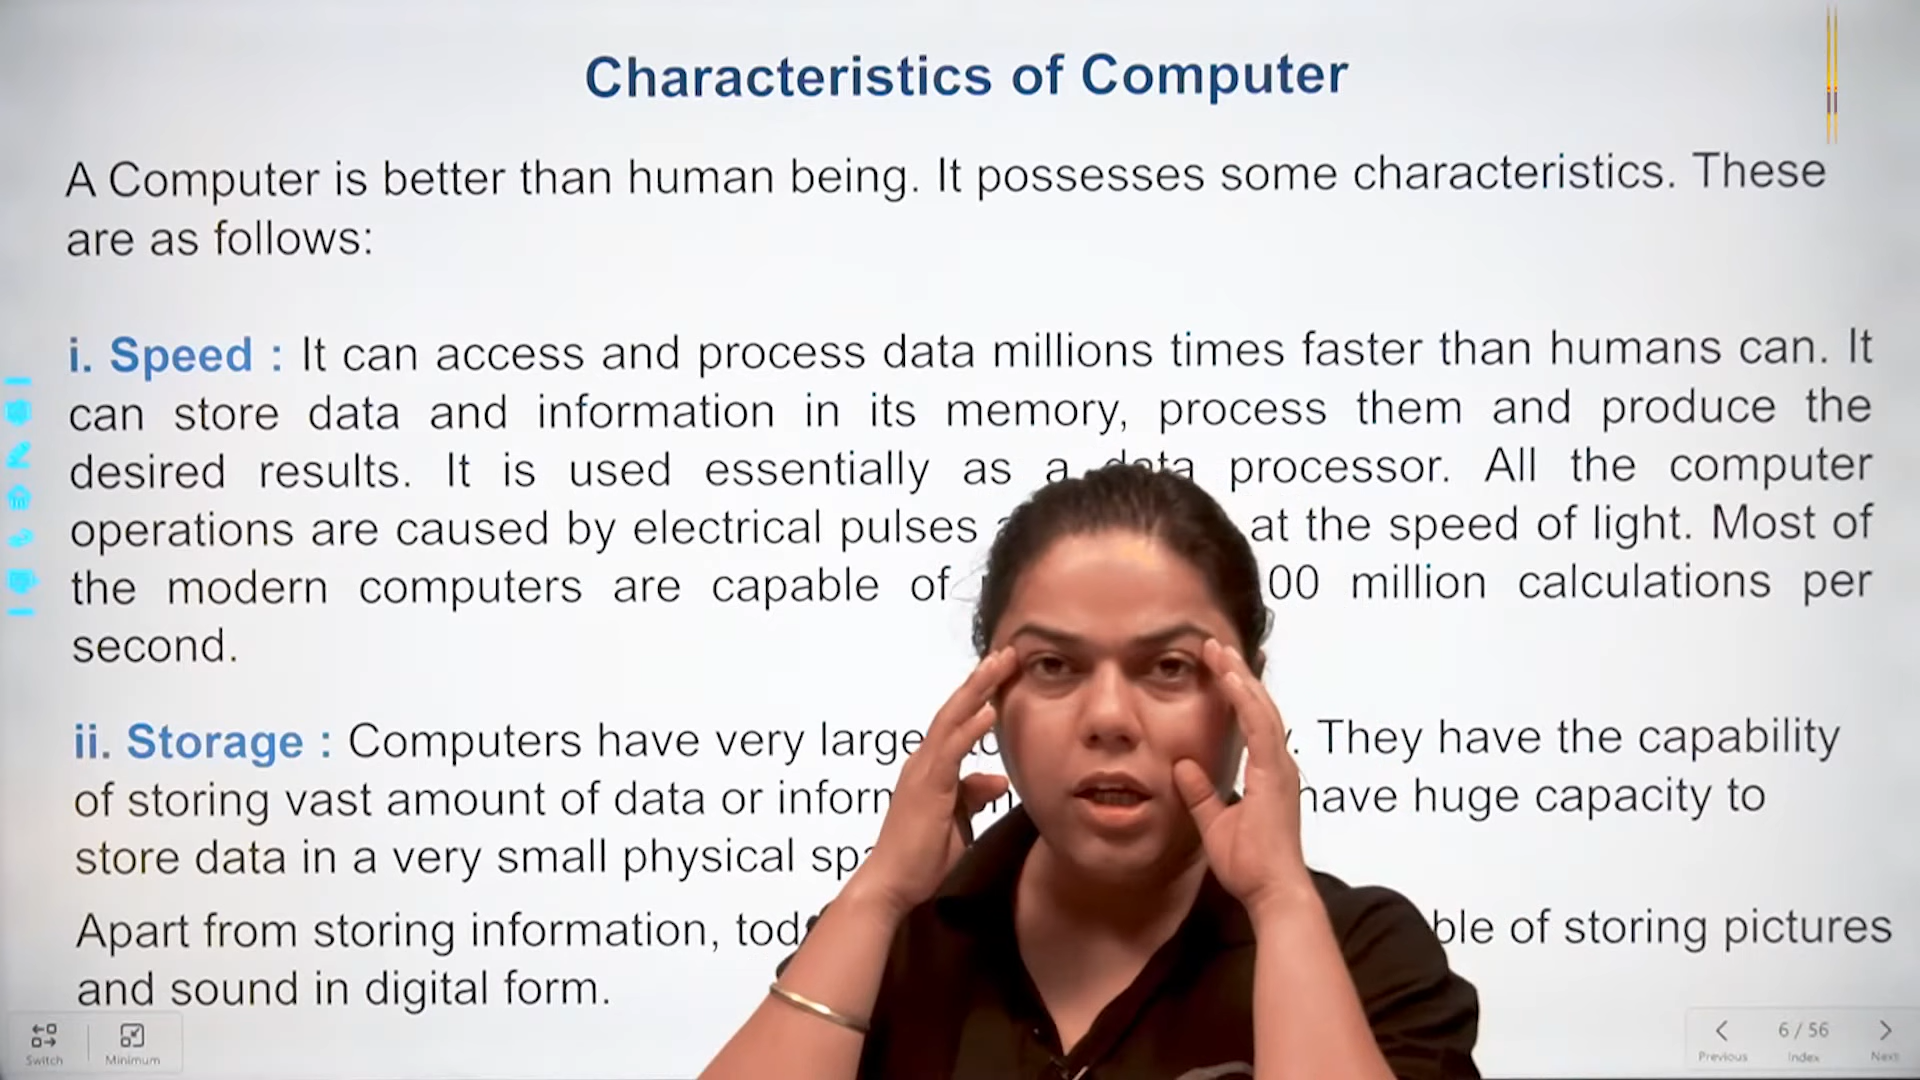 Characteristics of Computer
A Computer is better than human being. It possesses some characteristics. These
are as follows:
i. Speed : It can access and process data millions times faster than humans can. It
can store data and information in its memory, process them and produce the
desired results. It is used essentially as a data processor. All the computer
operations are caused by electrical pulses at the speed of light. Most of
the modern computers are capable of 00 million calculations per
second.
ii. Storage : Computers have very large They have the capability
of storing vast amount of data or have huge capacity to
store data in a very small physical
Apart from storing information, of storing pictures
and sound in digital form.
Switch
Minimum
Previous
6 / 56
Index
Next